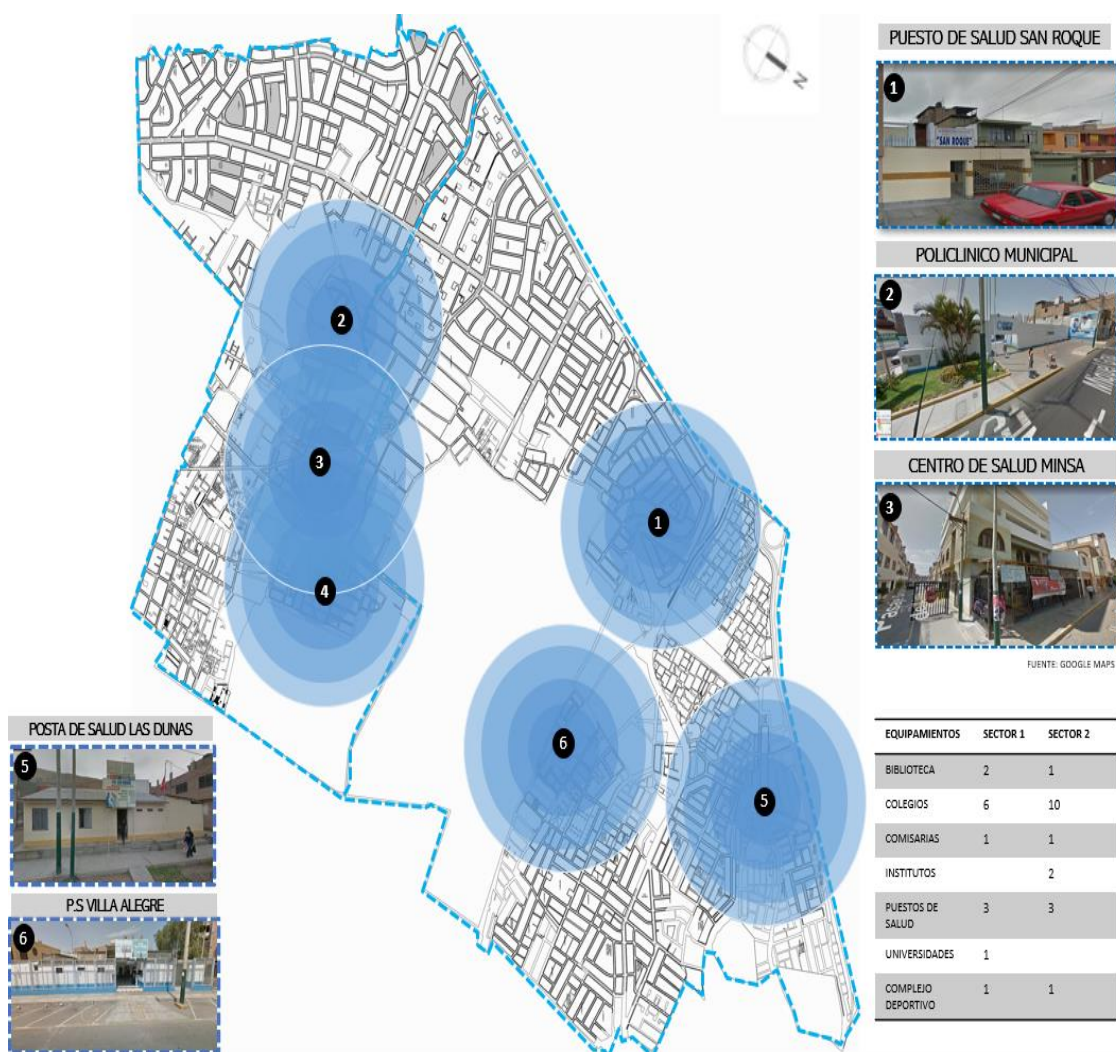 N
PUESTO DE SALUD SAN ROQUE
1
"SAN ROQUE"
POLICLINICO MUNICIPAL
2
CENTRO DE SALUD MINSA
3
FUENTE: GOOGLE MAPS
2
3
4
1
6
5
POSTA DE SALUD LAS DUNAS
5
P.S VILLA ALEGRE
6
EQUIPAMIENTOS SECTOR 1 SECTOR 2
BIBLIOTECA 2 1
COLEGIOS 6 10
COMISARIAS 1 1
INSTITUTOS 2
PUESTOS DE
SALUD 3 3
UNIVERSIDADES 1
COMPLEJO
DEPORTIVO 1 1